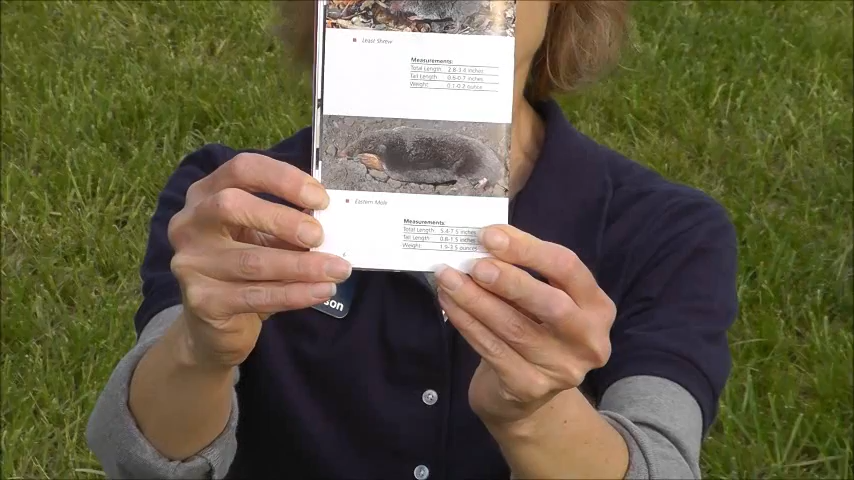 Least Shrew
Measurements:
Total Length 2.8-3.4 inches
Tail Length 0.6-0.7 inches
Weight 0.1-0.2 ounce
Eastern Mole
Measurements:
Total Length 5.4-7.5 inches
Tail Length 0.8-1.5 inches
Weight 1.5-3.5 ounces
son